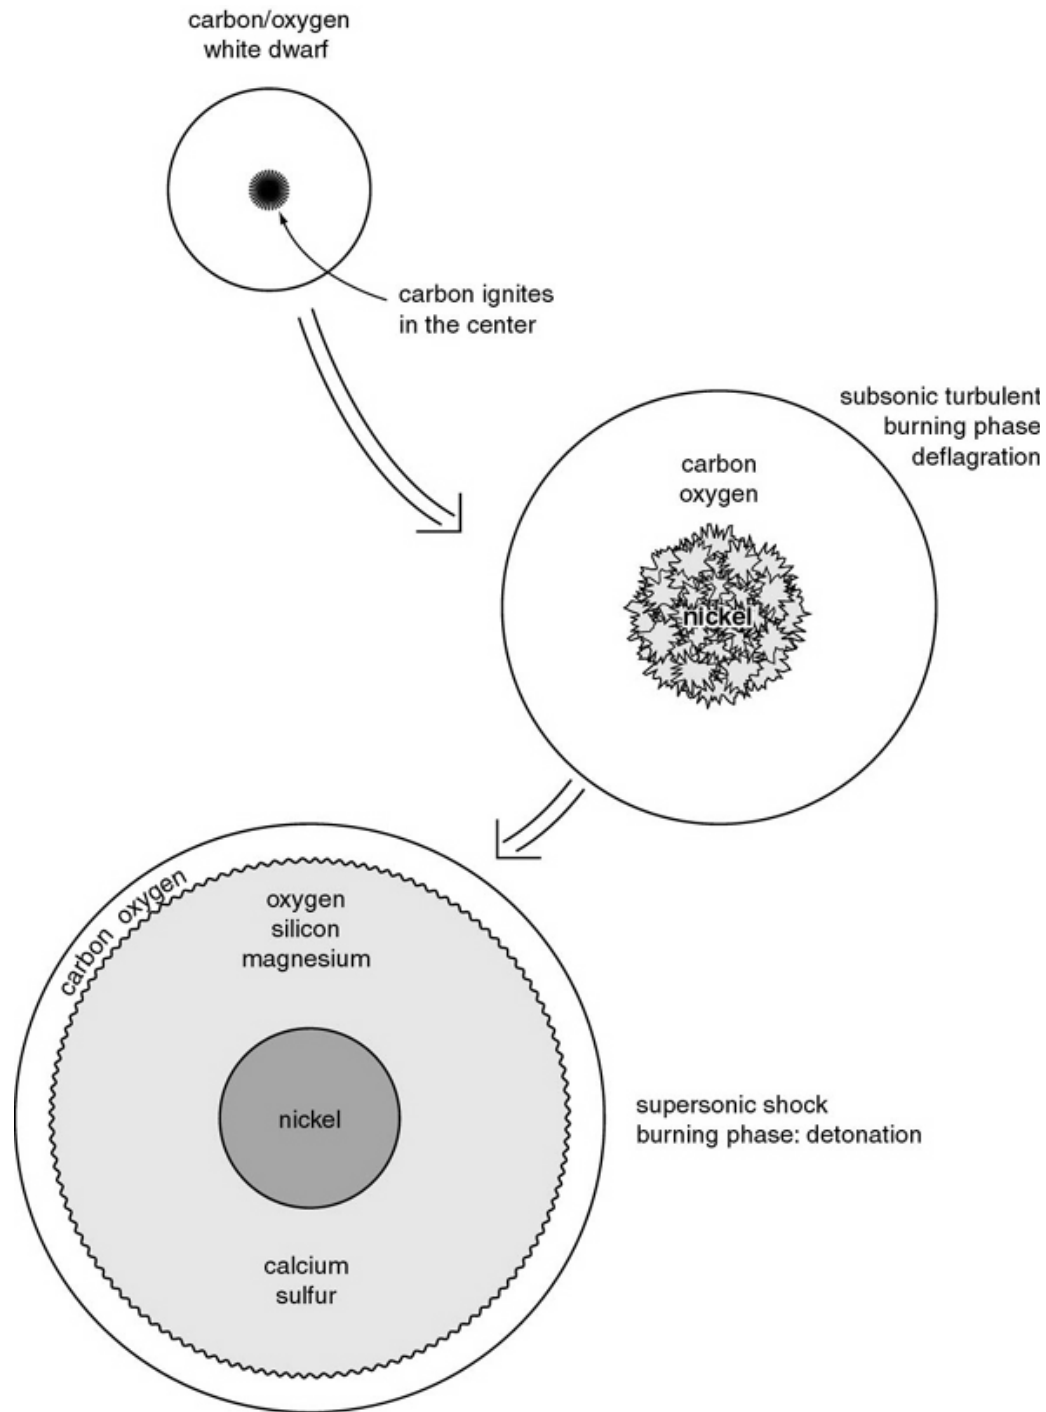 carbon/oxygen
white dwarf
carbon ignites
in the center
subsonic turbulent
burning phase
deflagration
carbon
oxygen
nickel
carbon oxygen
oxygen
silicon
magnesium
nickel
calcium
sulfur
supersonic shock
burning phase: detonation